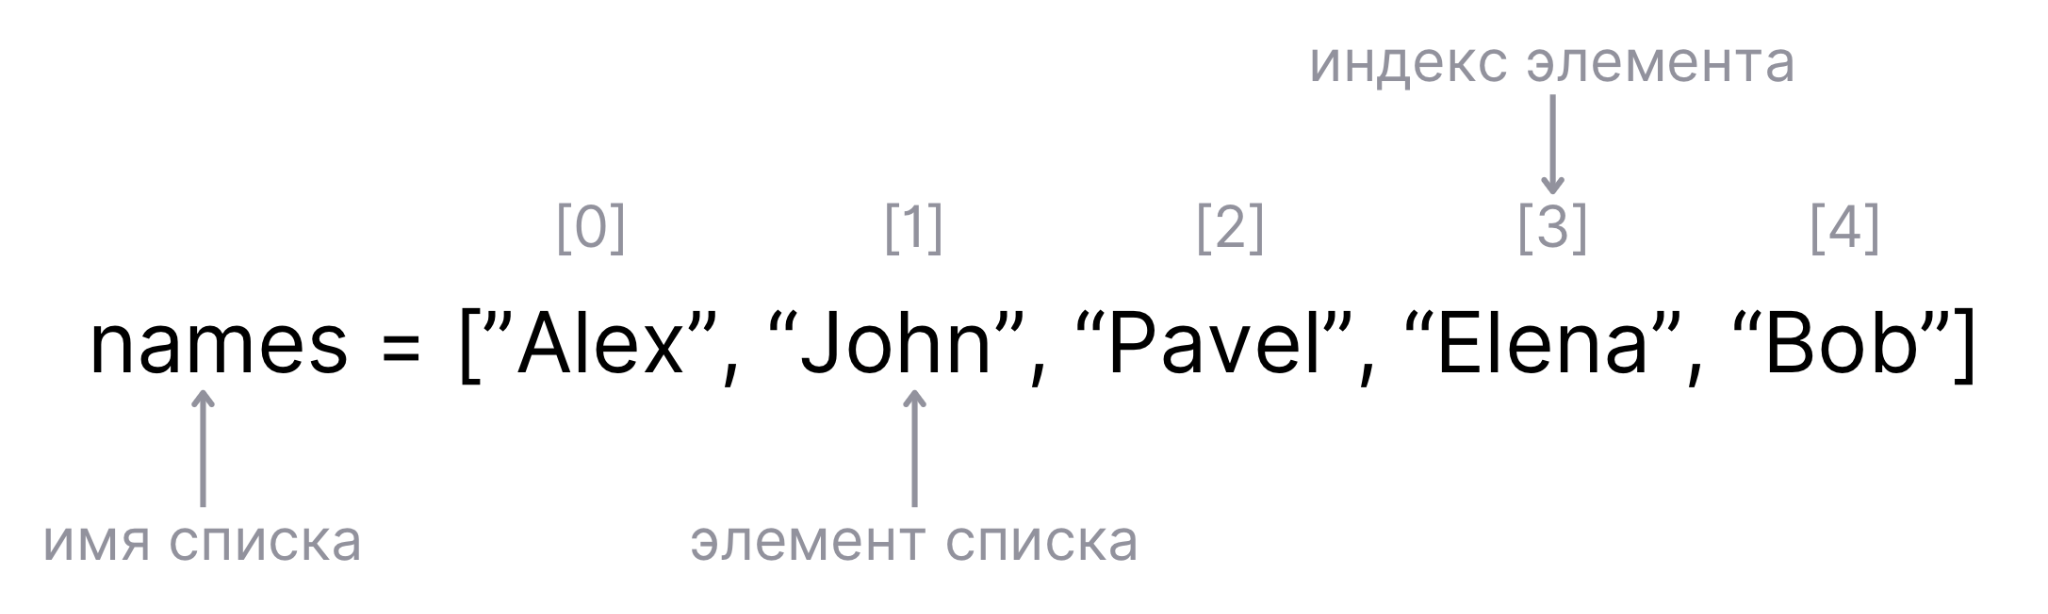 индекс элемента
[0] [1] [2] [3] [4]
names = [”Alex”, “John”, “Pavel”, “Elena”, “Bob”]
имя списка элемент списка